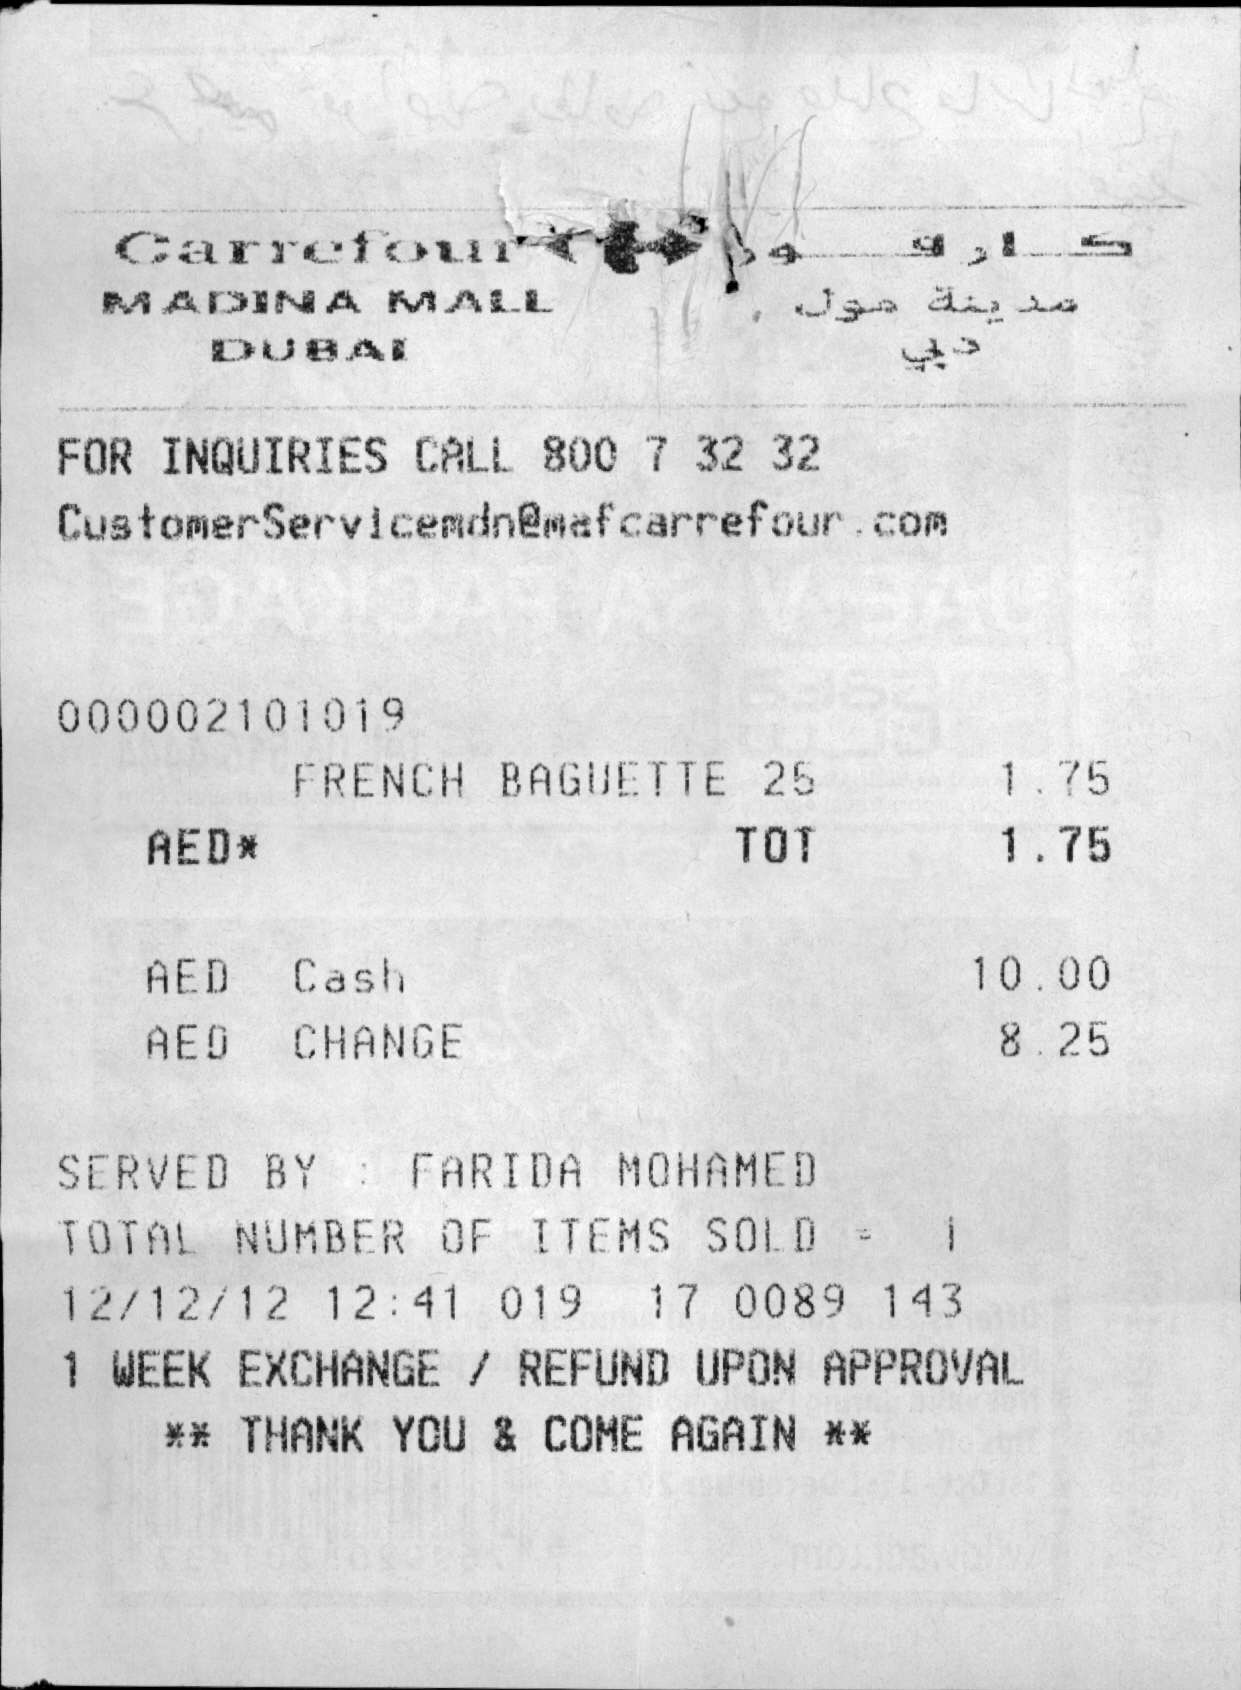 Carrefour كارفور
MADINA MALL مدينة مول
DUBAI دبي
FOR INQUIRIES CALL 800 7 32 32
CustomerServicemdn@mafcarrefour.com
000002101019
FRENCH BAGUETTE 25 1.75
AED* TOT 1.75
AED Cash 10.00
AED CHANGE 8.25
SERVED BY : FARIDA MOHAMED
TOTAL NUMBER OF ITEMS SOLD = 1
12/12/12 12:41 019 17 0089 143
1 WEEK EXCHANGE / REFUND UPON APPROVAL
** THANK YOU & COME AGAIN **